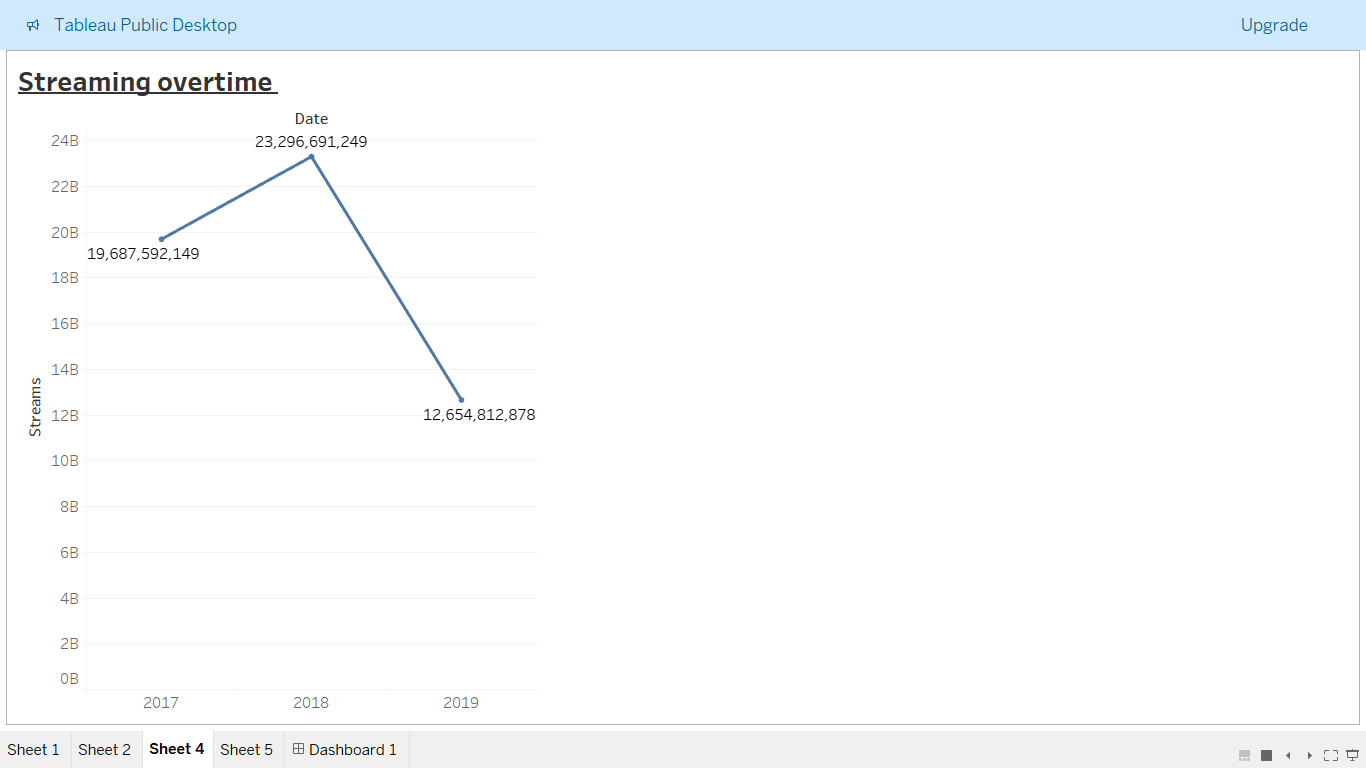 Tableau Public Desktop
Upgrade
Streaming overtime
Date
24B
23,296,691,249
22B
20B
19,687,592,149
18B
16B
14B
Streams
12B
12,654,812,878
10B
8B
6B
4B
2B
0B
2017 2018 2019
Sheet 1 Sheet 2 Sheet 4 Sheet 5 Dashboard 1